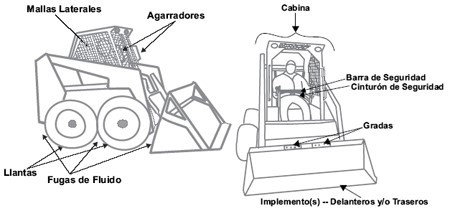 Mallas Laterales
Agarradores
Llantas
Fugas de Fluido
Cabina
Barra de Seguridad
Cinturón de Seguridad
Gradas
Implemento(s) -- Delanteros y/o Traseros